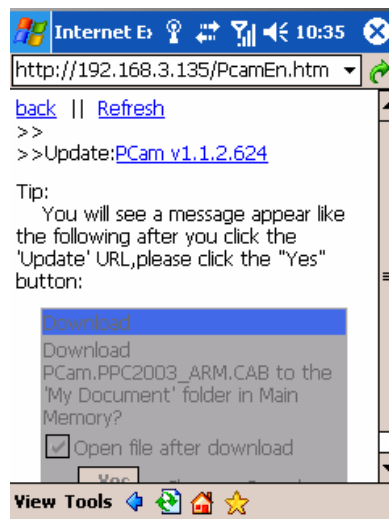 Internet E 10:35
http://192.168.3.135/PcamEn.htm
back || Refresh
>>
>>Update:PCam v1.1.2.624
Tip:
You will see a message appear like
the following after you click the
'Update' URL,please click the "Yes"
button:
Download
Download
PCam.PPC2003_ARM.CAB to the
'My Document' folder in Main
Memory?
Open file after download
Yes
View Tools